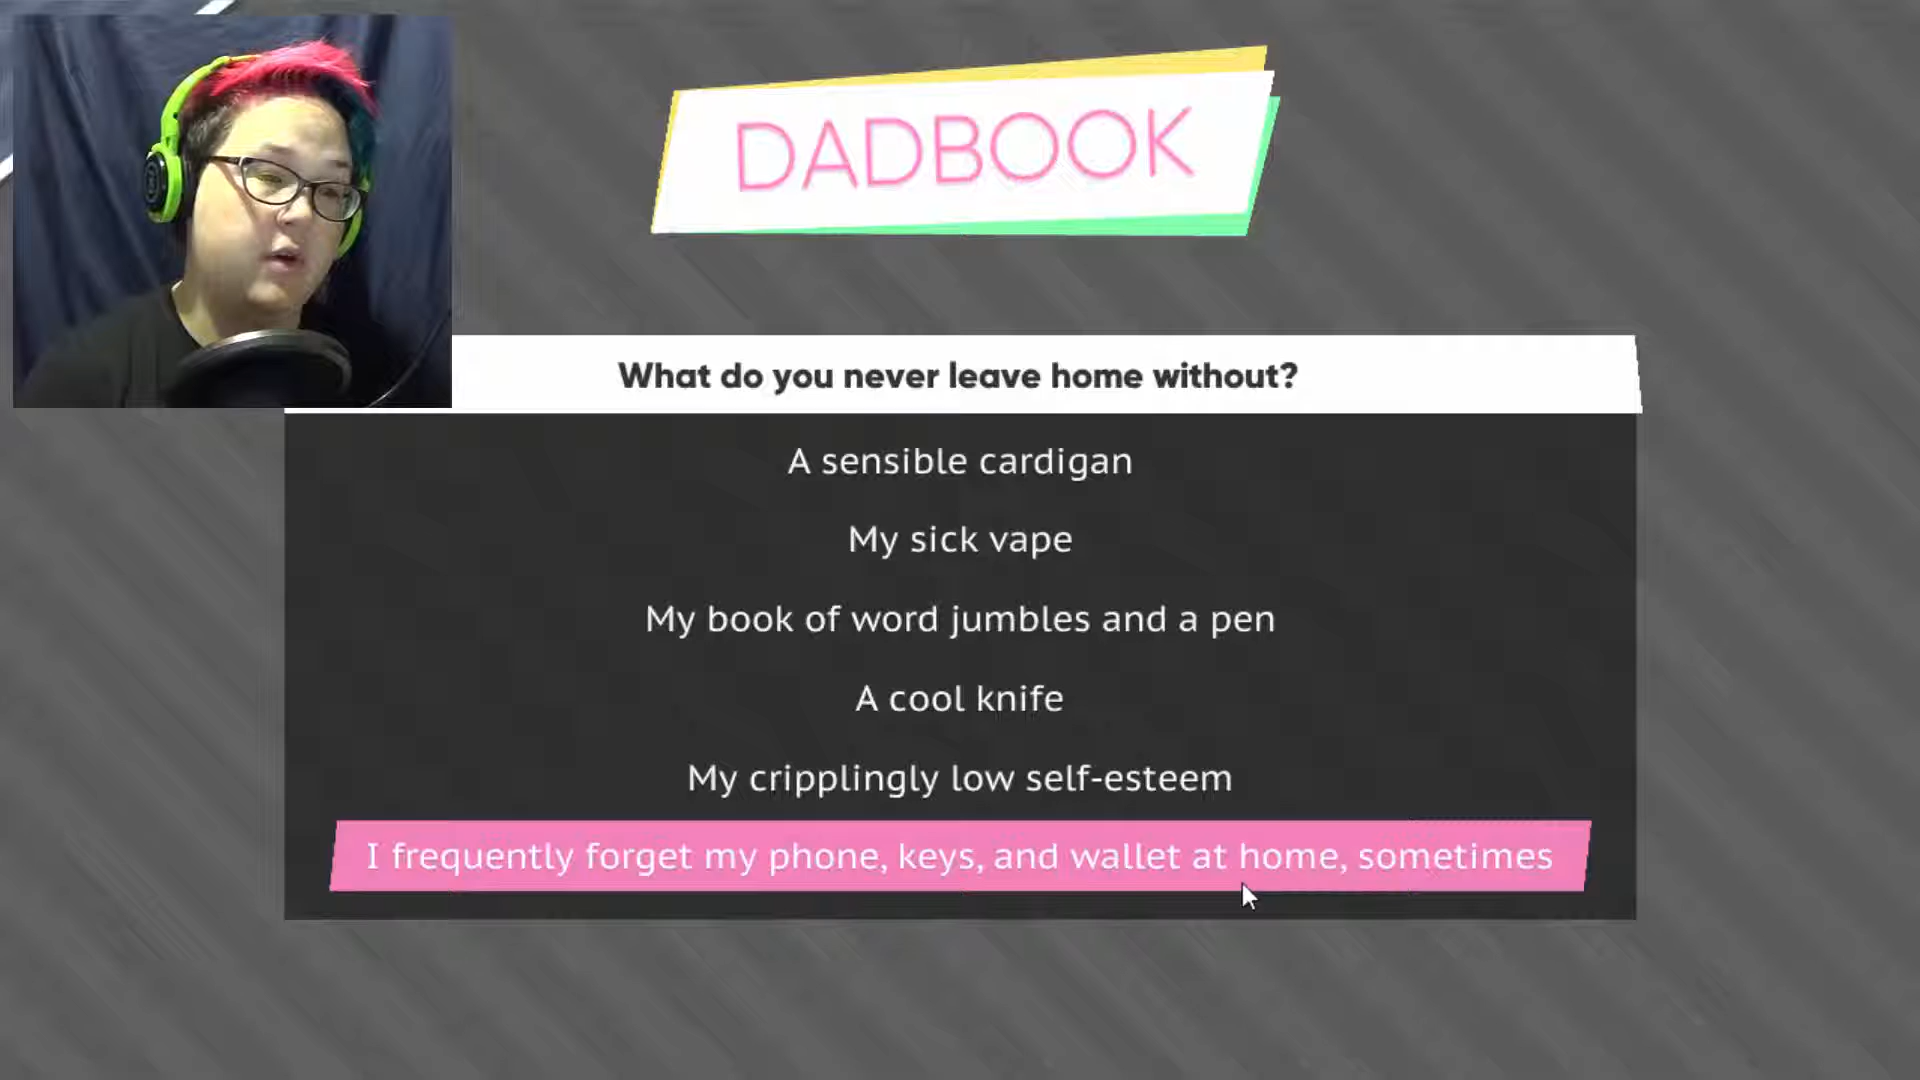 DADBOOK
What do you never leave home without?
A sensible cardigan
My sick vape
My book of word jumbles and a pen
A cool knife
My cripplingly low self-esteem
I frequently forget my phone, keys, and wallet at home, sometimes